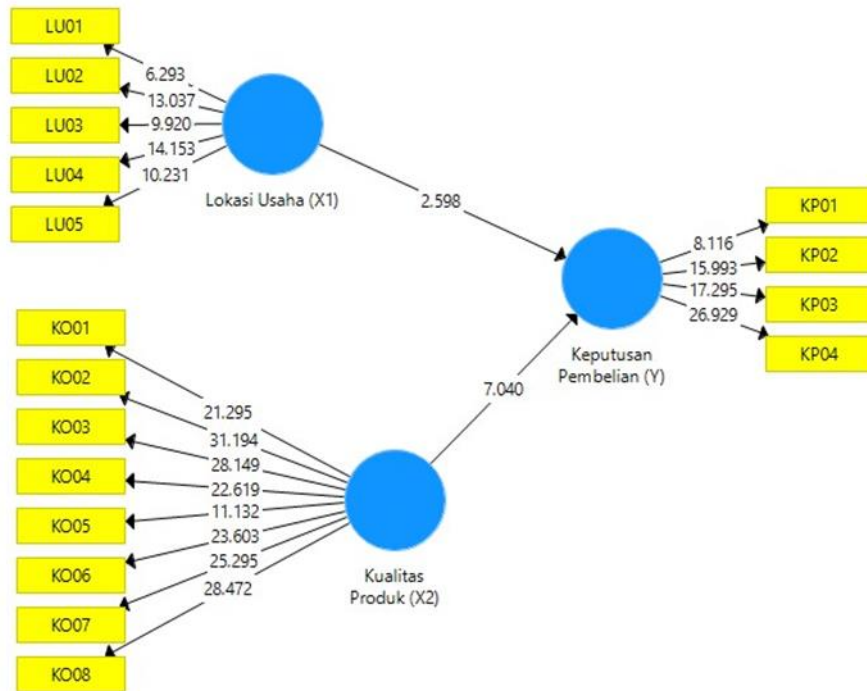 LU01
LU02
LU03
LU04
LU05
6.293
13.037
9.920
14.153
10.231
Lokasi Usaha (X1)
2.598
KP01
KP02
KP03
KP04
8.116
15.993
17.295
26.929
Keputusan
Pembelian (Y)
7.040
KO01
KO02
KO03
KO04
KO05
KO06
KO07
KO08
21.295
31.194
28.149
22.619
11.132
23.603
25.295
28.472
Kualitas
Produk (X2)